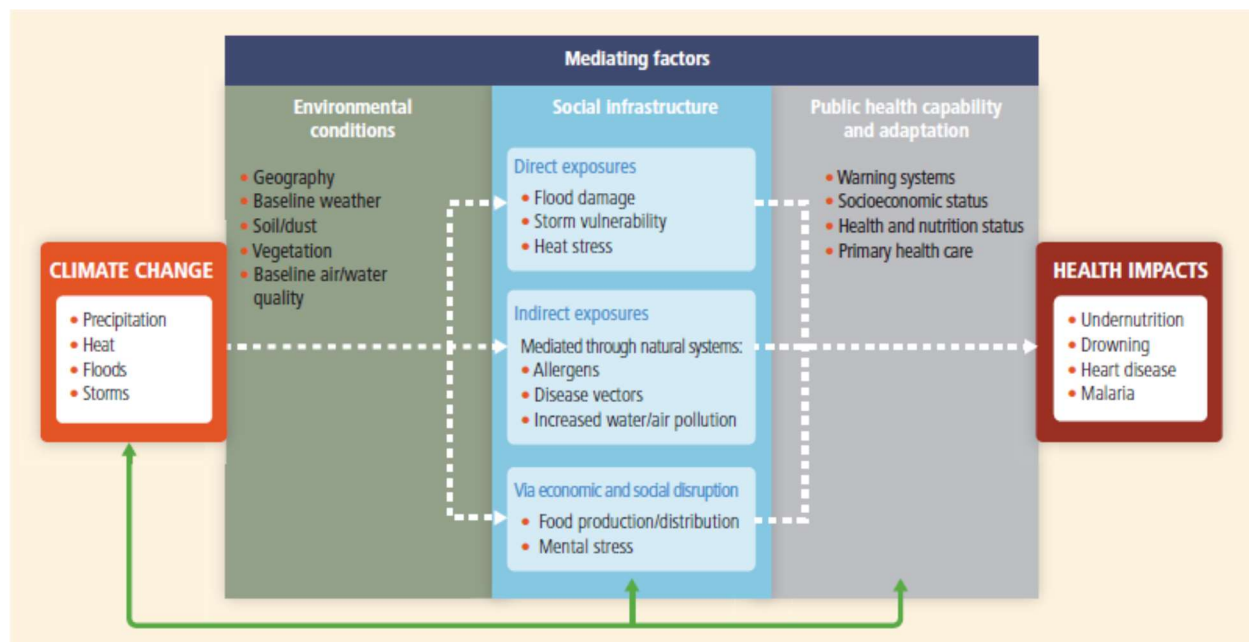 Mediating factors
Environmental
conditions
• Geography
• Baseline weather
• Soil/dust
• Vegetation
• Baseline air/water
quality
Social infrastructure
Direct exposures
• Flood damage
• Storm vulnerability
• Heat stress
Indirect exposures
Mediated through natural systems:
• Allergens
• Disease vectors
• Increased water/air pollution
Via economic and social disruption
• Food production/distribution
• Mental stress
Public health capability
and adaptation
• Warning systems
• Socioeconomic status
• Health and nutrition status
• Primary health care
CLIMATE CHANGE
• Precipitation
• Heat
• Floods
• Storms
HEALTH IMPACTS
• Undernutrition
• Drowning
• Heart disease
• Malaria